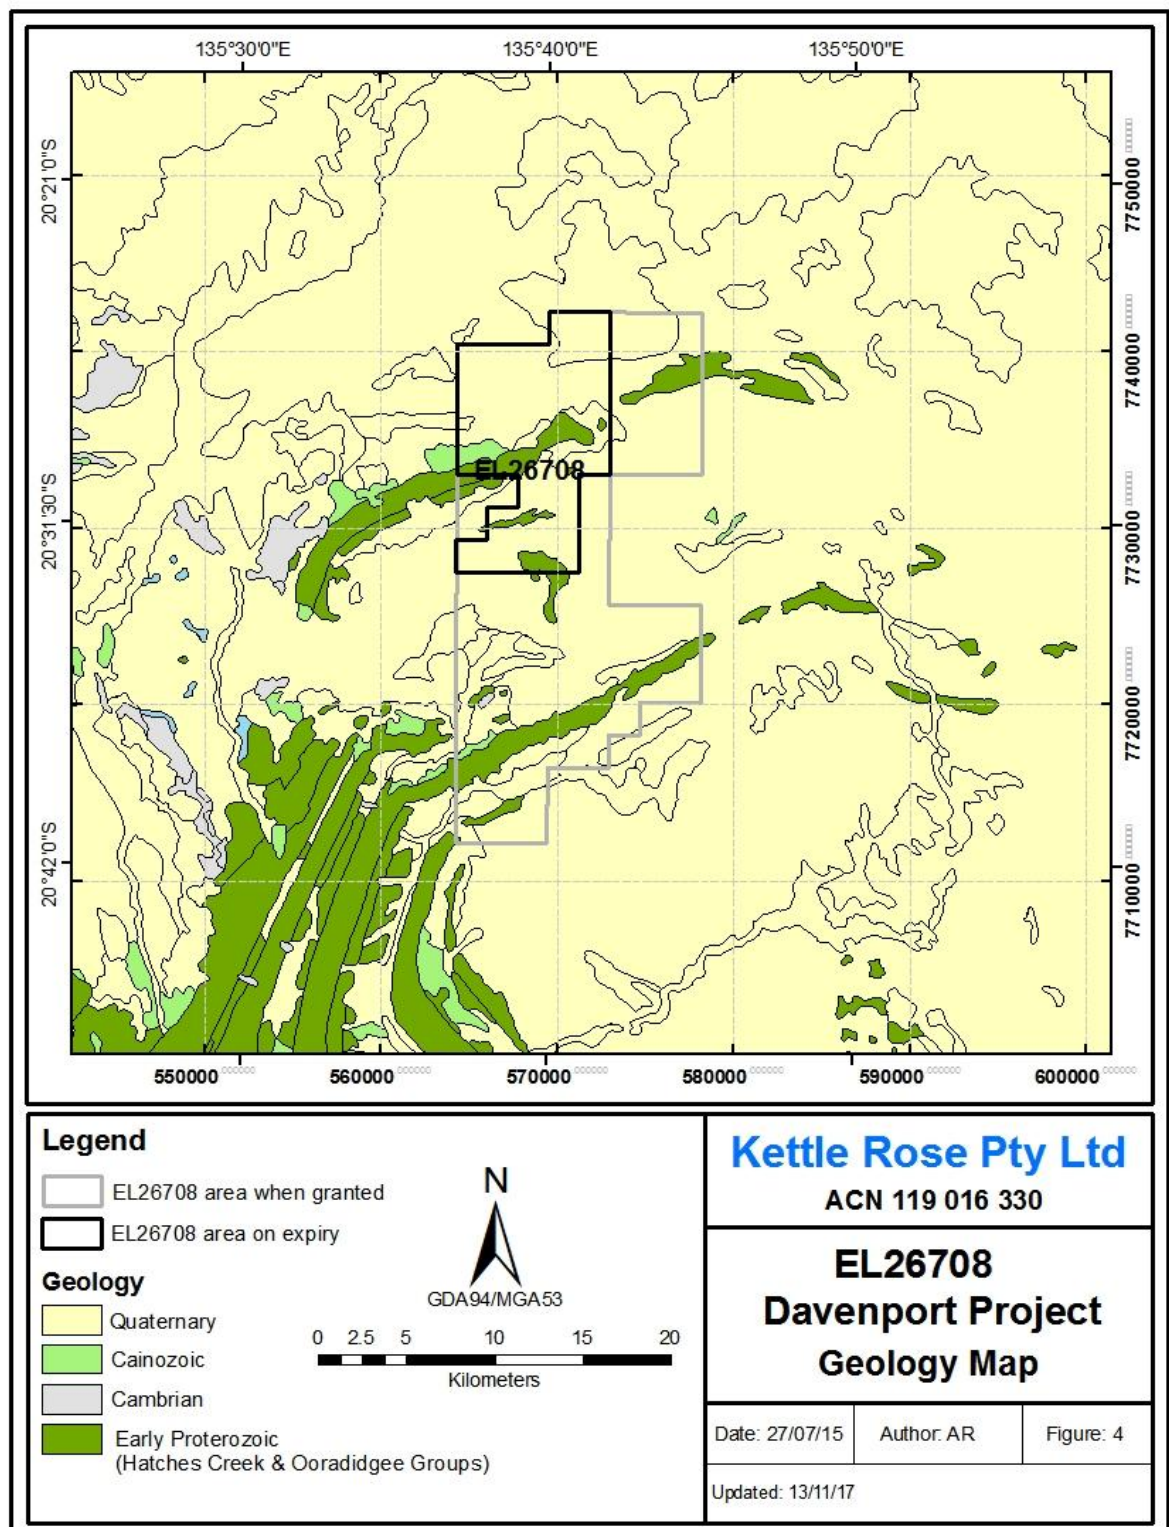 135°30'0"E 135°40'0"E 135°50'0"E
20°21'0"S
20°31'30"S
20°42'0"S
7750000
7740000
7730000
7720000
7710000
EL26708
550000 560000 570000 580000 590000 600000
Legend
EL26708 area when granted
EL26708 area on expiry
Geology
Quaternary
Cainozoic
Cambrian
Early Proterozoic
(Hatches Creek & Ooradidgee Groups)
N
GDA94/MGA53
0 2.5 5 10 15 20
Kilometers
Kettle Rose Pty Ltd
ACN 119 016 330
EL26708
Davenport Project
Geology Map
Date: 27/07/15 Author: AR Figure: 4
Updated: 13/11/17